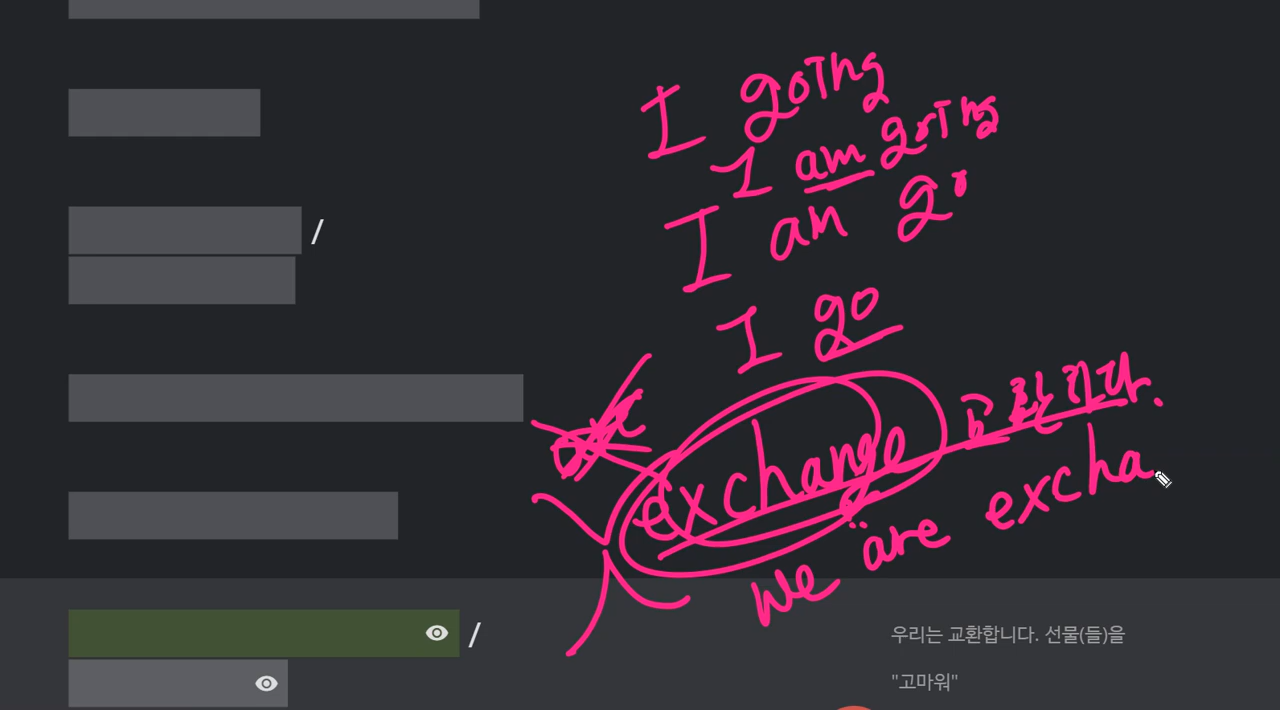 I going
I am going
I am go
I go
/
exchange 교환하다.
we are excha
/
우리는 교환합니다. 선물(들)을
"고마워"